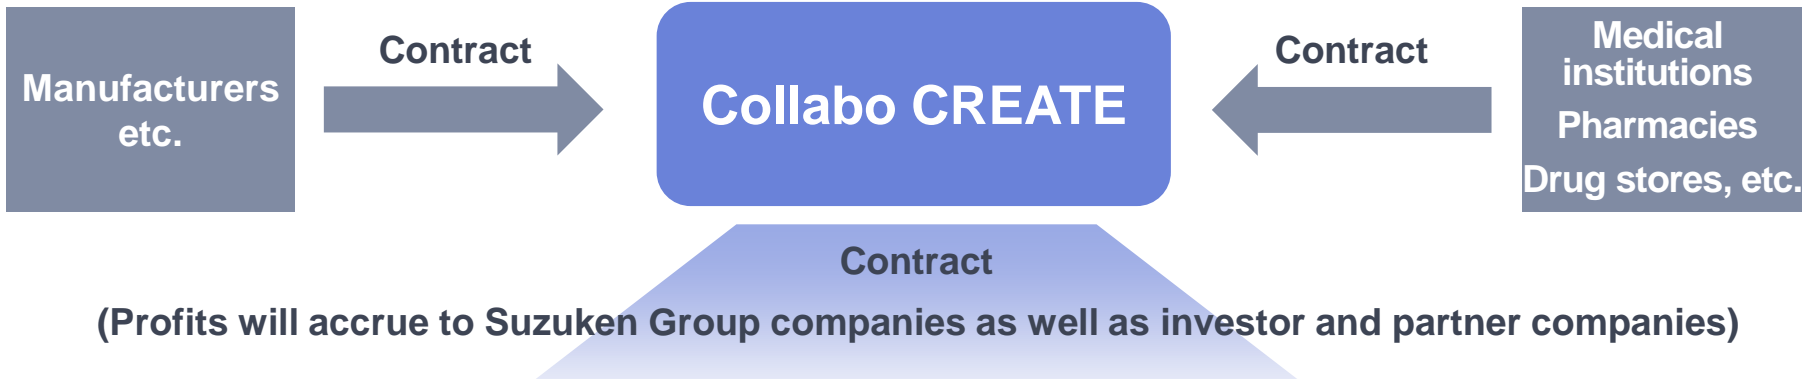 Manufacturers
etc.
Contract
Collabo CREATE
Contract
Medical
institutions
Pharmacies
Drug stores, etc.
Contract
(Profits will accrue to Suzuken Group companies as well as investor and partner companies)